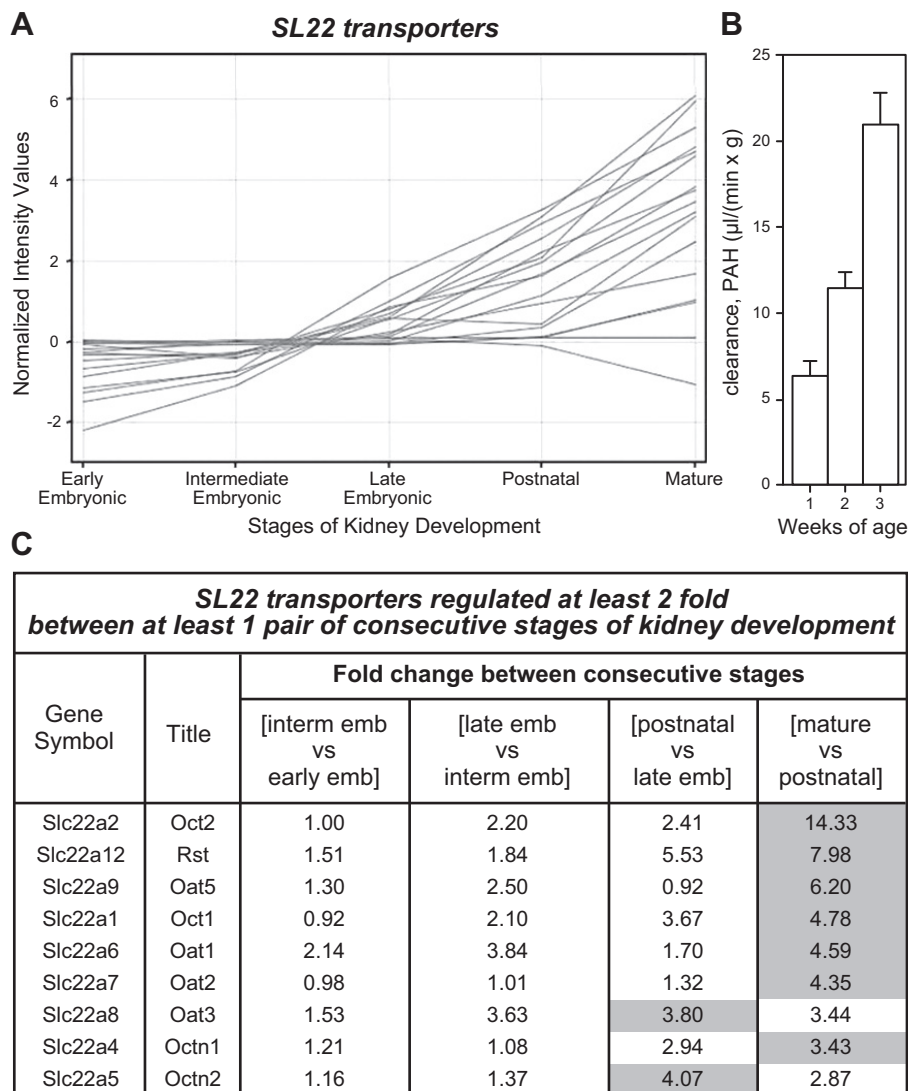 A
SL22 transporters
Normalized Intensity Values
6
4
2
0
-2
Early
Embryonic
Intermediate
Embryonic
Late
Embryonic
Postnatal
Mature
Stages of Kidney Development
B
clearance, PAH (µl/(min x g)
25
20
15
10
5
0
1 2 3
Weeks of age
C
SL22 transporters regulated at least 2 fold
between at least 1 pair of consecutive stages of kidney development
Gene
Symbol
Title
Fold change between consecutive stages
[interm emb
vs
early emb]
[late emb
vs
interm emb]
[postnatal
vs
late emb]
[mature
vs
postnatal]
Slc22a2 Oct2 1.00 2.20 2.41 14.33
Slc22a12 Rst 1.51 1.84 5.53 7.98
Slc22a9 Oat5 1.30 2.50 0.92 6.20
Slc22a1 Oct1 0.92 2.10 3.67 4.78
Slc22a6 Oat1 2.14 3.84 1.70 4.59
Slc22a7 Oat2 0.98 1.01 1.32 4.35
Slc22a8 Oat3 1.53 3.63 3.80 3.44
Slc22a4 Octn1 1.21 1.08 2.94 3.43
Slc22a5 Octn2 1.16 1.37 4.07 2.87